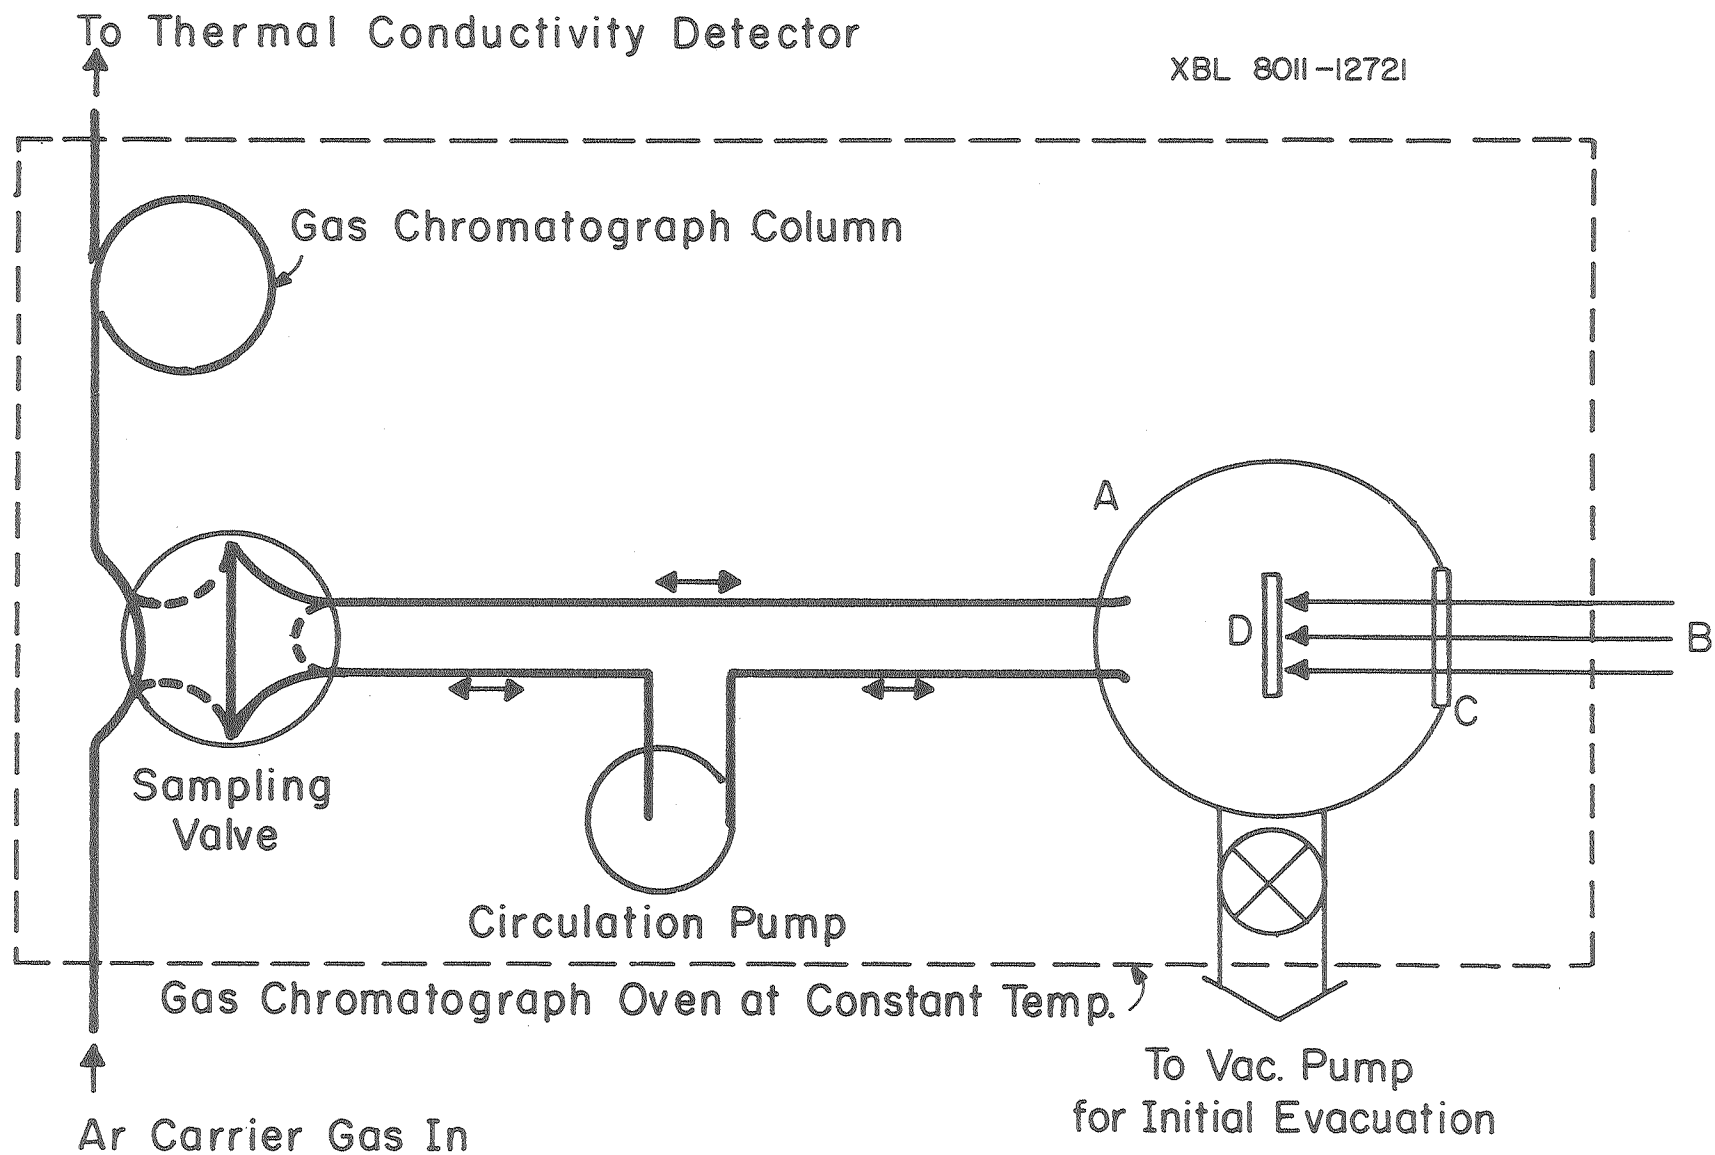 To Thermal Conductivity Detector
XBL 8011-12721
Gas Chromatograph Column
A
D
B
C
Sampling
Valve
Circulation Pump
Gas Chromatograph Oven at Constant Temp.
To Vac. Pump
for Initial Evacuation
Ar Carrier Gas In